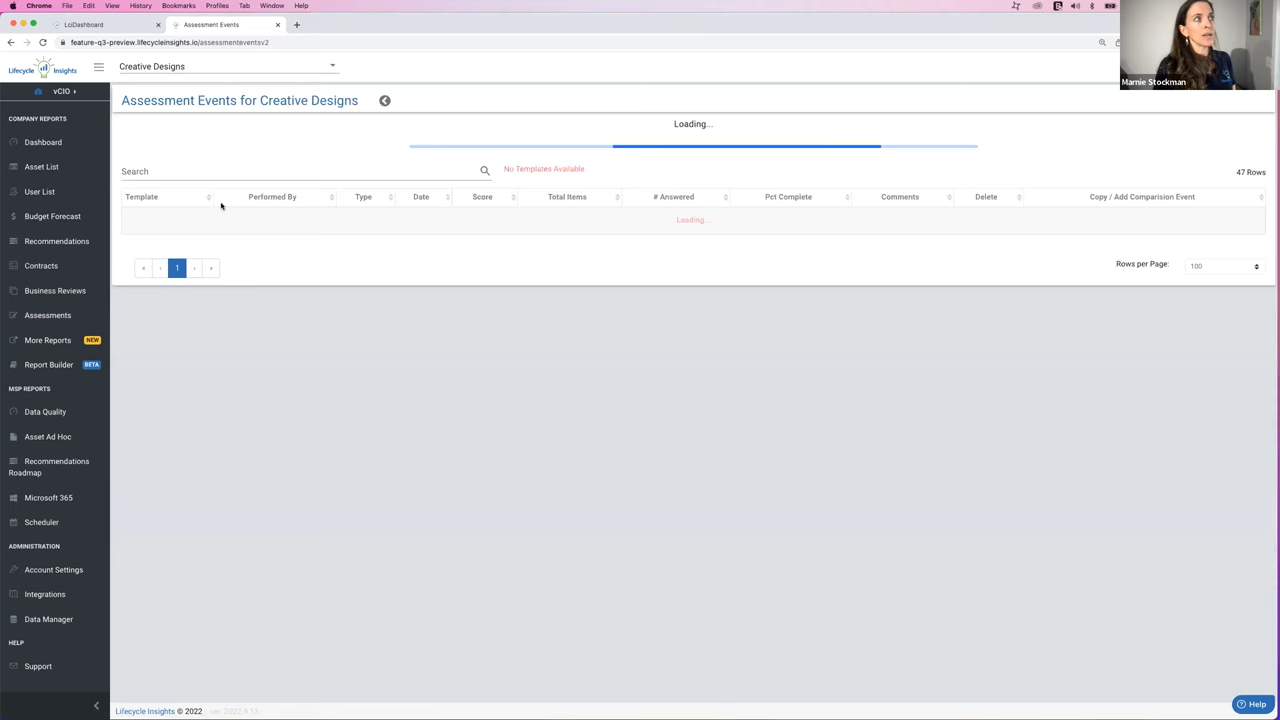 Chrome File Edit View History Bookmarks Profiles Tab Window Help
LciDashboard
Assessment Events
feature-q3-preview.lifecycleinsights.io/assessmenteventsv2
Marnie Stockman
Lifecycle Insights
Creative Designs
vCIO
Assessment Events for Creative Designs
COMPANY REPORTS
Dashboard
Asset List
User List
Budget Forecast
Recommendations
Contracts
Business Reviews
Assessments
More Reports NEW
Report Builder BETA
MSP REPORTS
Data Quality
Asset Ad Hoc
Recommendations
Roadmap
Microsoft 365
Scheduler
ADMINISTRATION
Account Settings
Integrations
Data Manager
HELP
Support
Loading...
Search
No Templates Available
47 Rows
Template Performed By Type Date Score Total Items # Answered Pct Complete Comments Delete Copy / Add Comparision Event
Loading...
« ‹ 1 › »
Rows per Page: 100
Lifecycle Insights © 2022 ver. 2022.9.13
Help